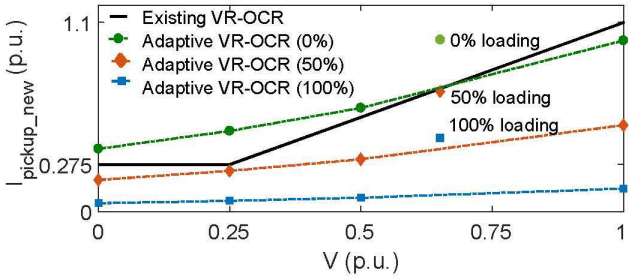 1.1
Existing VR-OCR
Adaptive VR-OCR (0%)
Adaptive VR-OCR (50%)
Adaptive VR-OCR (100%)
0% loading
50% loading
100% loading
I_pickup_new (p.u.)
0.275
0
0 0.25 0.5 0.75 1
V (p.u.)